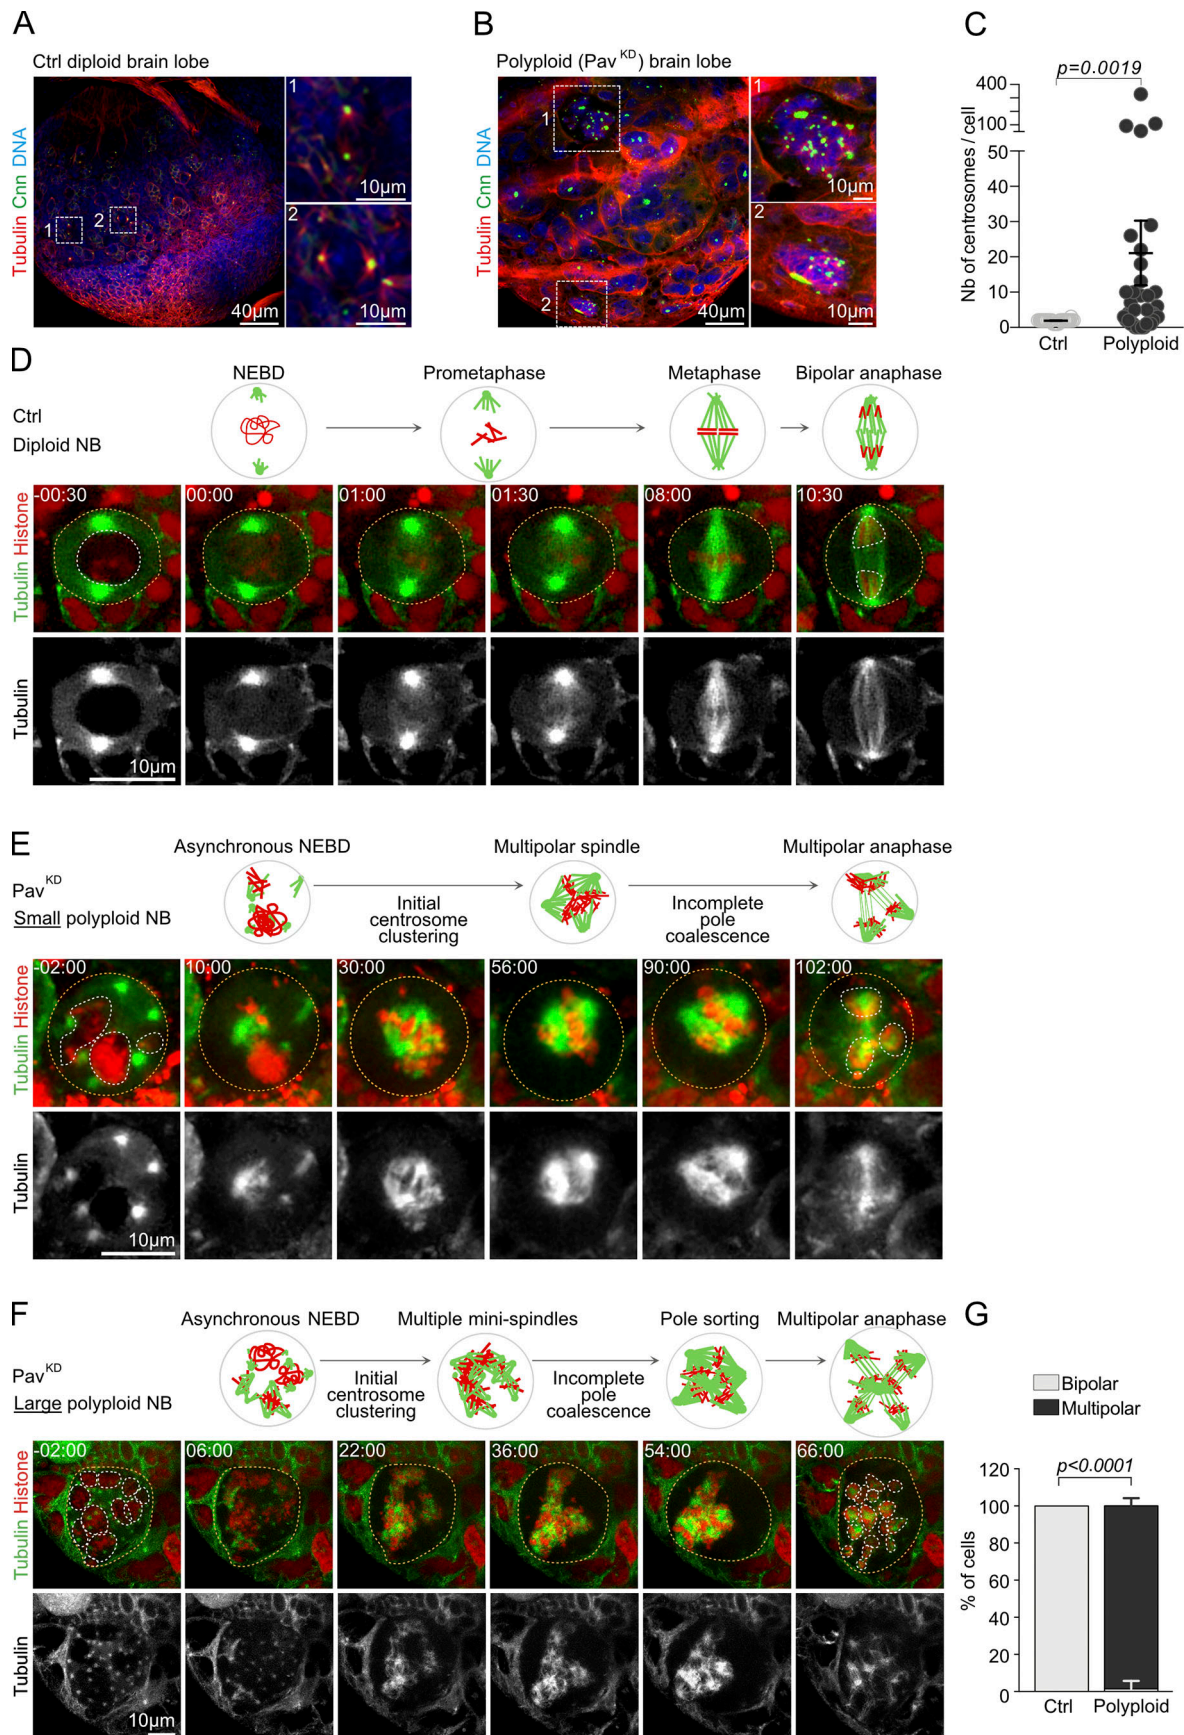 A
Ctrl diploid brain lobe
Tubulin Cnn DNA
1
2
40µm
1
10µm
2
10µm
B
Polyploid (Pav KD) brain lobe
Tubulin Cnn DNA
1
2
40µm
1
10µm
2
10µm
C
p=0.0019
Nb of centrosomes / cell
400
100
50
40
30
20
10
0
Ctrl
Polyploid
D
Ctrl
Diploid NB
NEBD
Prometaphase
Metaphase
Bipolar anaphase
Tubulin Histone
-00:30
00:00
01:00
01:30
08:00
10:30
Tubulin
10µm
E
Pav KD
Small polyploid NB
Asynchronous NEBD
Initial
centrosome
clustering
Multipolar spindle
Incomplete
pole
coalescence
Multipolar anaphase
Tubulin Histone
-02:00
10:00
30:00
56:00
90:00
102:00
Tubulin
10µm
F
Pav KD
Large polyploid NB
Asynchronous NEBD
Initial
centrosome
clustering
Multiple mini-spindles
Incomplete
pole
coalescence
Pole sorting
Multipolar anaphase
Tubulin Histone
-02:00
06:00
22:00
36:00
54:00
66:00
Tubulin
10µm
G
Bipolar
Multipolar
p<0.0001
% of cells
120
100
80
60
40
20
0
Ctrl
Polyploid